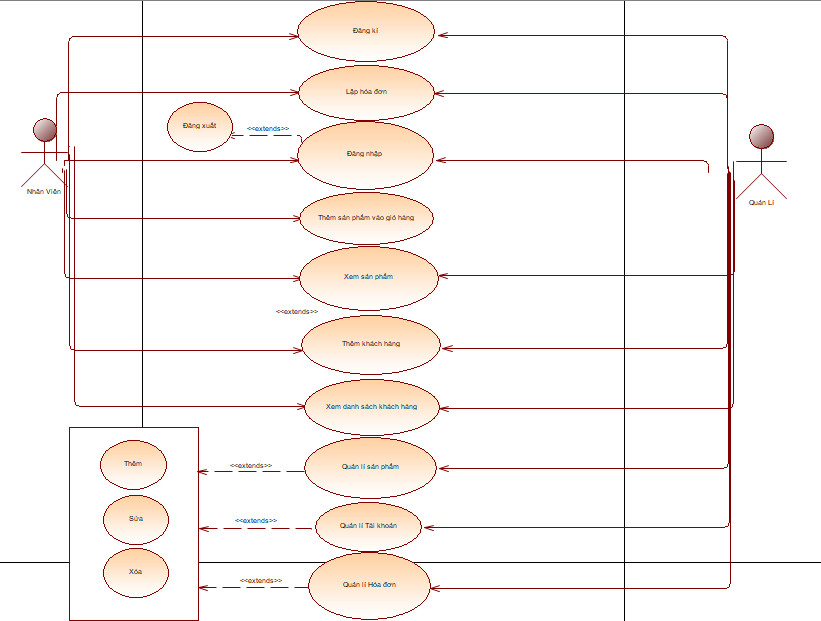 Đăng kí
Lập hóa đơn
Đăng xuất
<<extends>>
Đăng nhập
Nhân Viên
Quản Lí
Thêm sản phẩm vào giỏ hàng
Xem sản phẩm
<<extends>>
Thêm khách hàng
Xem danh sách khách hàng
Thêm
<<extends>>
Quản lí sản phẩm
Sửa
<<extends>>
Quản lí Tài khoản
Xóa
<<extends>>
Quản lí Hóa đơn